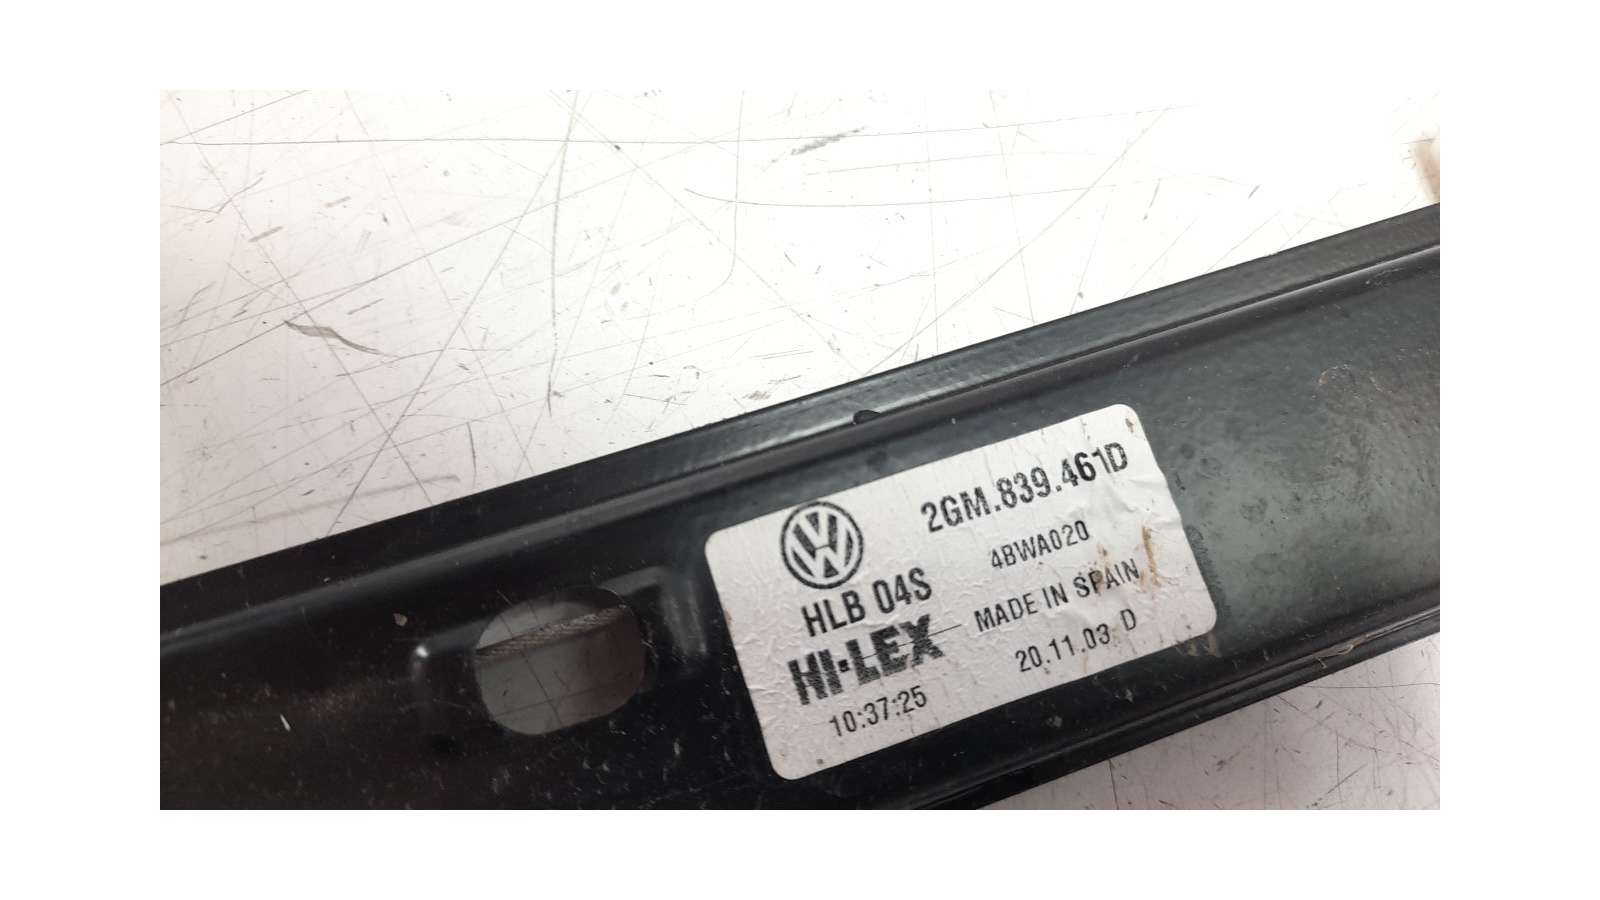 2GM.839.461D
4BWA020
HLB 04S
MADE IN SPAIN
HI-LEX
20.11.03 D
10:37:25